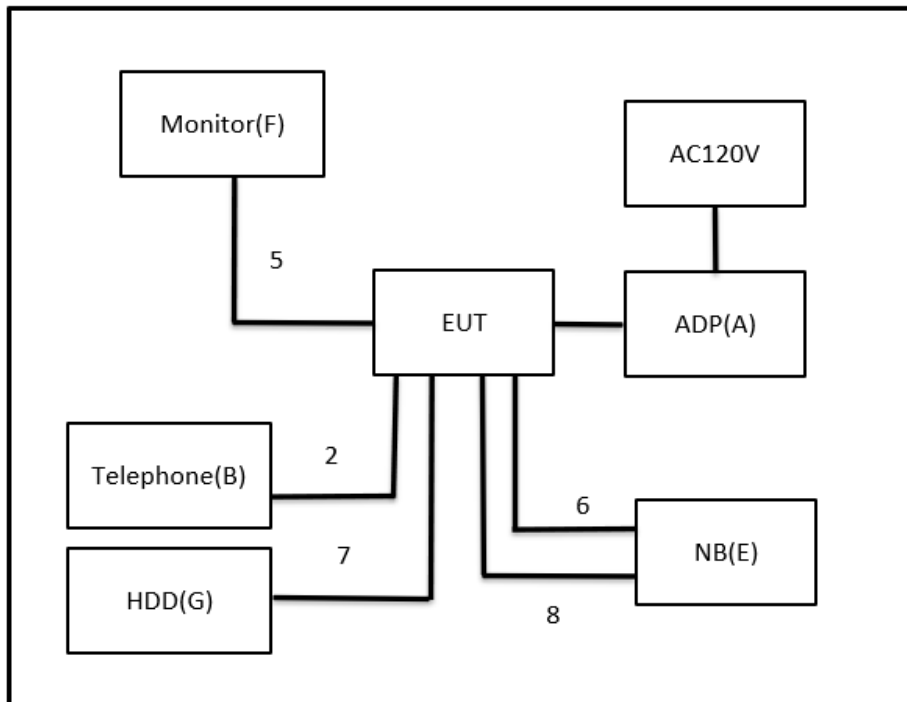 Monitor(F)
AC120V
5
EUT
ADP(A)
Telephone(B)
2
6
NB(E)
7
HDD(G)
8